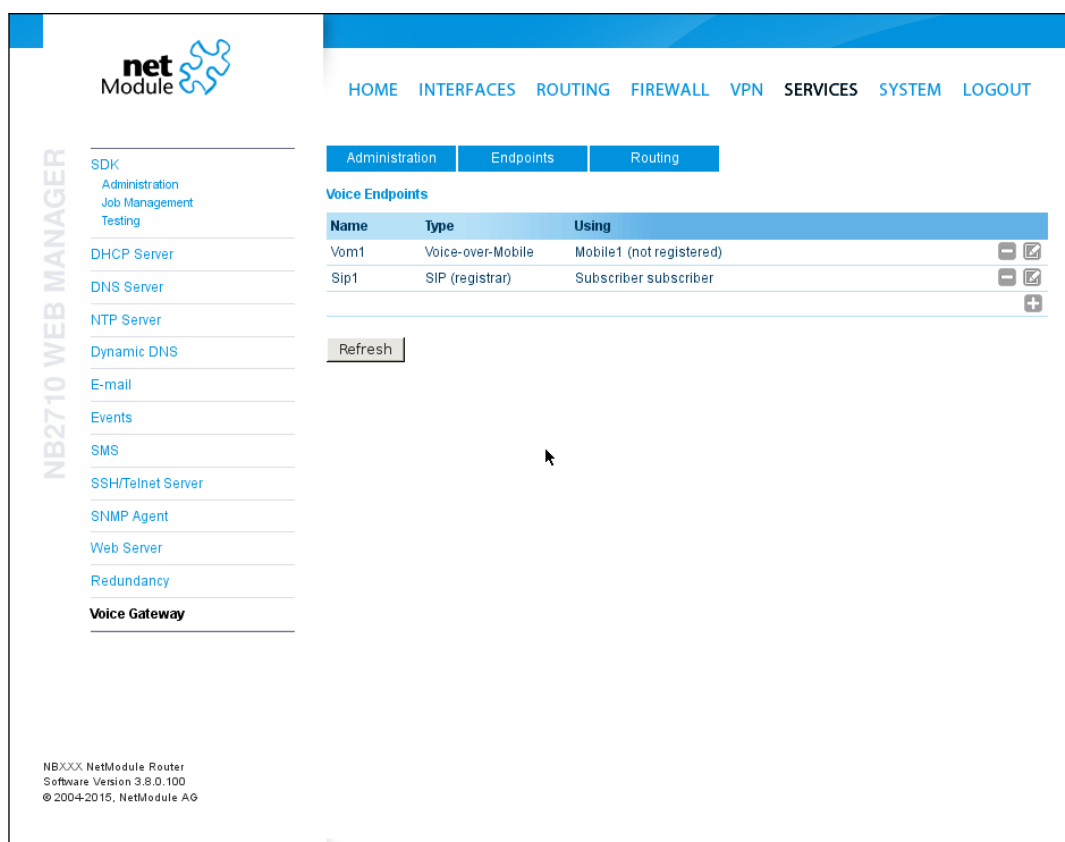 net
Module
HOME INTERFACES ROUTING FIREWALL VPN SERVICES SYSTEM LOGOUT
NB2710 WEB MANAGER
SDK
Administration
Job Management
Testing
DHCP Server
DNS Server
NTP Server
Dynamic DNS
E-mail
Events
SMS
SSH/Telnet Server
SNMP Agent
Web Server
Redundancy
Voice Gateway
Administration Endpoints Routing
Voice Endpoints
Name Type Using
Vom1 Voice-over-Mobile Mobile1 (not registered)
Sip1 SIP (registrar) Subscriber subscriber
Refresh
NBXXX NetModule Router
Software Version 3.8.0.100
© 2004-2015, NetModule AG